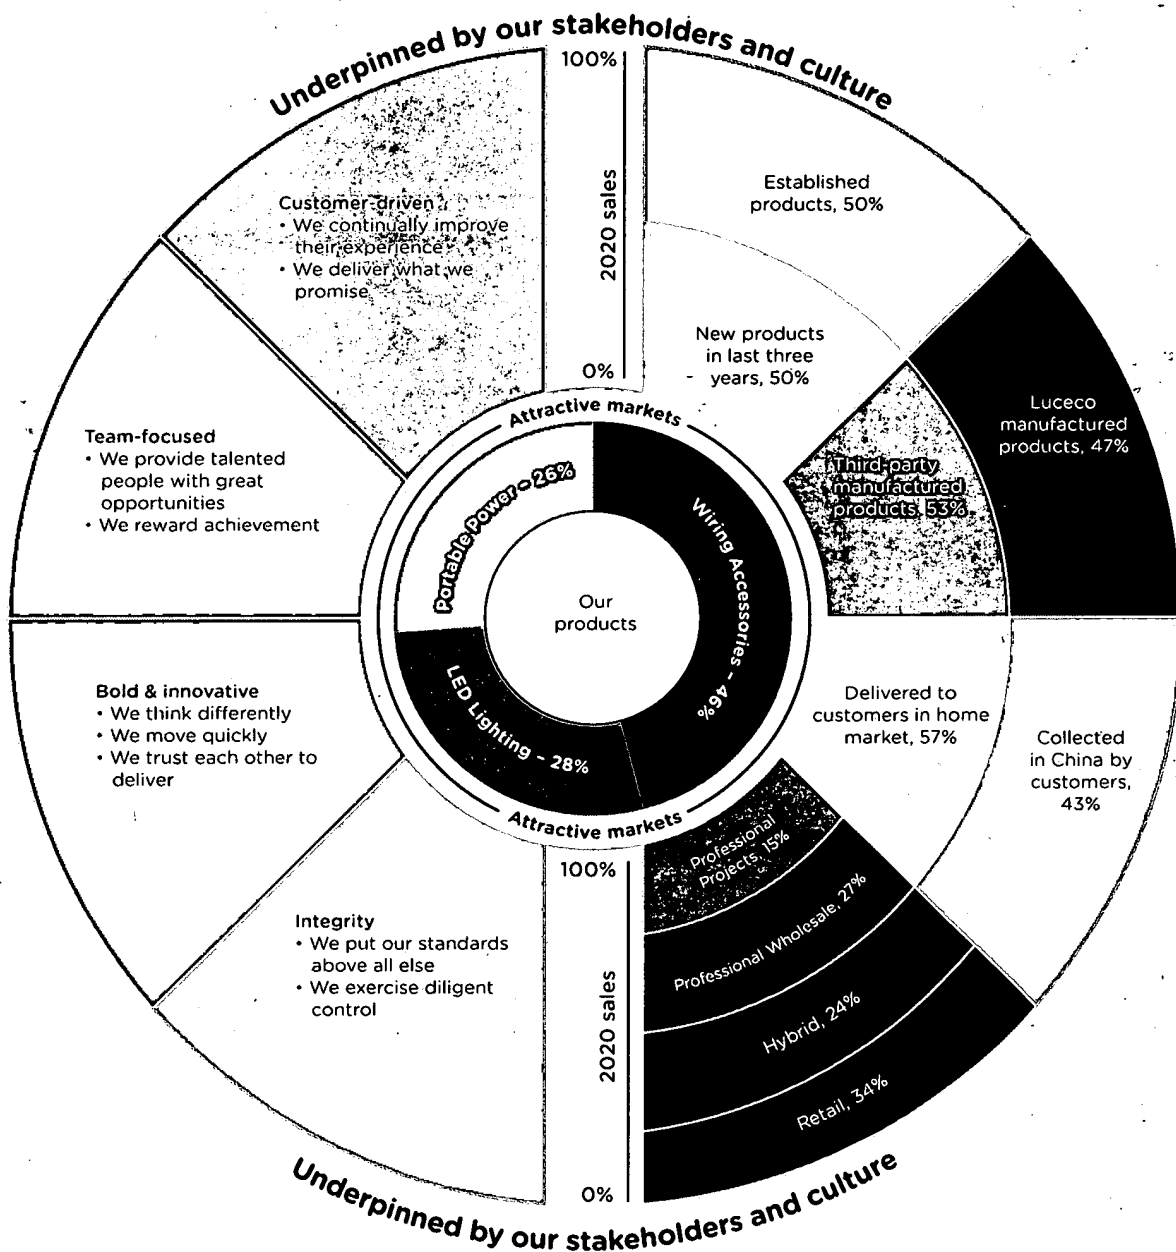 Underpinned by our stakeholders and culture
100%
2020 sales
0%
Established
products, 50%
New products
in last three
years, 50%
Customer-driven
• We continually improve
their experience
• We deliver what we
promise
Luceco
manufactured
products, 47%
Third-party
manufactured
products, 53%
Team-focused
• We provide talented
people with great
opportunities
• We reward achievement
Attractive markets
Portable Power – 26%
Wiring Accessories – 46%
LED Lighting – 28%
Our
products
Attractive markets
Bold & innovative
• We think differently
• We move quickly
• We trust each other to
deliver
Delivered to
customers in home
market, 57%
Collected
in China by
customers,
43%
Integrity
• We put our standards
above all else
• We exercise diligent
control
100%
2020 sales
0%
Professional
Projects, 15%
Professional Wholesale, 27%
Hybrid, 24%
Retail, 34%
Underpinned by our stakeholders and culture